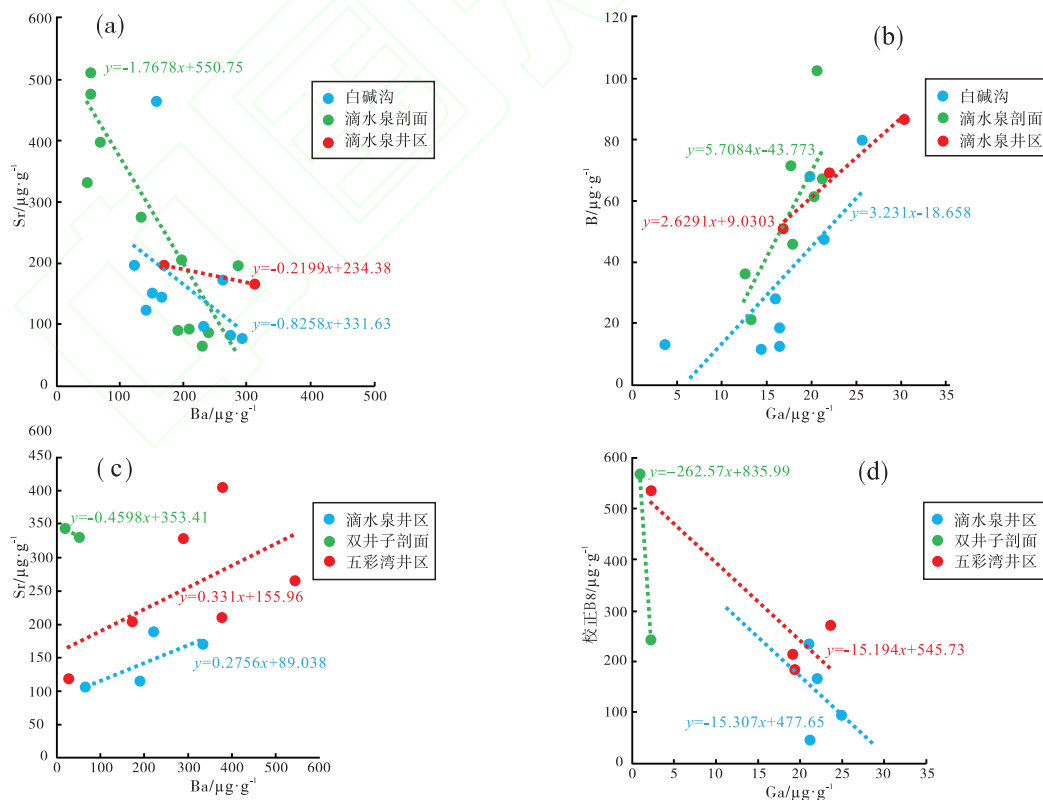 (a)
600
500
400
300
200
100
0
Sr/μg·g⁻¹
y=-1.7678x+550.75
白碱沟
滴水泉剖面
滴水泉井区
y=-0.2199x+234.38
y=-0.8258x+331.63
0 100 200 300 400 500
Ba/μg·g⁻¹
(b)
120
100
80
60
40
20
0
B/μg·g⁻¹
白碱沟
滴水泉剖面
滴水泉井区
y=5.7084x-43.773
y=2.6291x+9.0303
y=3.231x-18.658
0 5 10 15 20 25 30 35
Ga/μg·g⁻¹
(c)
600
450
400
350
300
250
200
150
100
50
0
Sr/μg·g⁻¹
y=-0.4598x+353.41
滴水泉井区
双井子剖面
五彩湾井区
y=0.331x+155.96
y=0.2756x+89.038
0 100 200 300 400 500 600
Ba/μg·g⁻¹
(d)
600
500
400
300
200
100
0
校正B8/μg·g⁻¹
y=-262.57x+835.99
滴水泉井区
双井子剖面
五彩湾井区
y=-15.194x+545.73
y=-15.307x+477.65
0 5 10 15 20 25 30 35
Ga/μg·g⁻¹